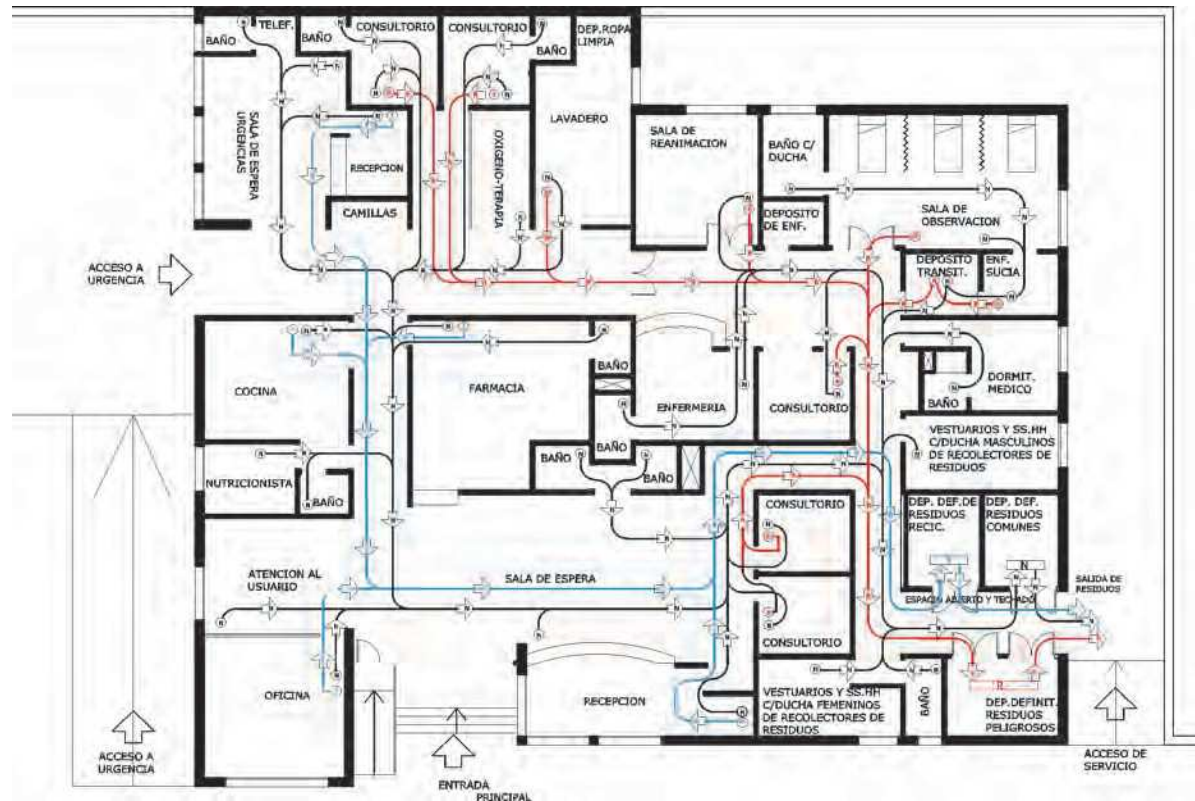 TELEF.
BAÑO
BAÑO
CONSULTORIO
CONSULTORIO
BAÑO
DEP.ROPA
LIMPIA
SALA DE ESPERA
URGENCIAS
RECEPCION
CAMILLAS
OXIGENO-TERAPIA
LAVADERO
SALA DE
REANIMACION
BAÑO C/
DUCHA
DEPOSITO
DE ENF.
SALA DE
OBSERVACION
DEPOSITO
TRANSIT.
ENF.
SUCIA
ACCESO A
URGENCIA
COCINA
FARMACIA
BAÑO
ENFERMERIA
CONSULTORIO
BAÑO
DORMIT.
MEDICO
NUTRICIONISTA
BAÑO
BAÑO
BAÑO
BAÑO
VESTUARIOS Y SS.HH
C/DUCHA MASCULINOS
DE RECOLECTORES DE
RESIDUOS
CONSULTORIO
DEP. DEF.DE
RESIDUOS
RECIC.
DEP. DEF.
RESIDUOS
COMUNES
N
ATENCION AL
USUARIO
SALA DE ESPERA
ESPACIO ABIERTO Y TECHADO
SALIDA DE
RESIDUOS
CONSULTORIO
OFICINA
RECEPCION
VESTUARIOS Y SS.HH
C/DUCHA FEMENINOS
DE RECOLECTORES DE
RESIDUOS
BAÑO
R
DEP.DEFINIT.
RESIDUOS
PELIGROSOS
ACCESO A
URGENCIA
ENTRADA
PRINCIPAL
ACCESO DE
SERVICIO